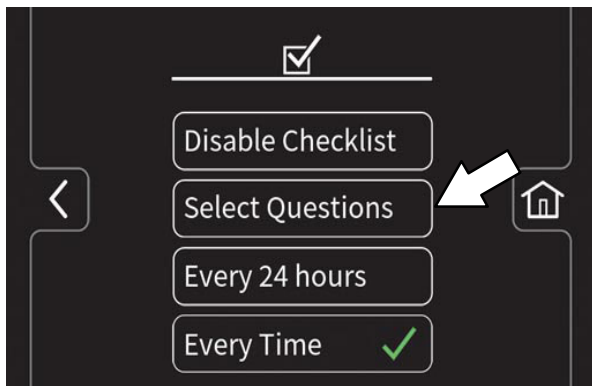 Disable Checklist
Select Questions
Every 24 hours
Every Time